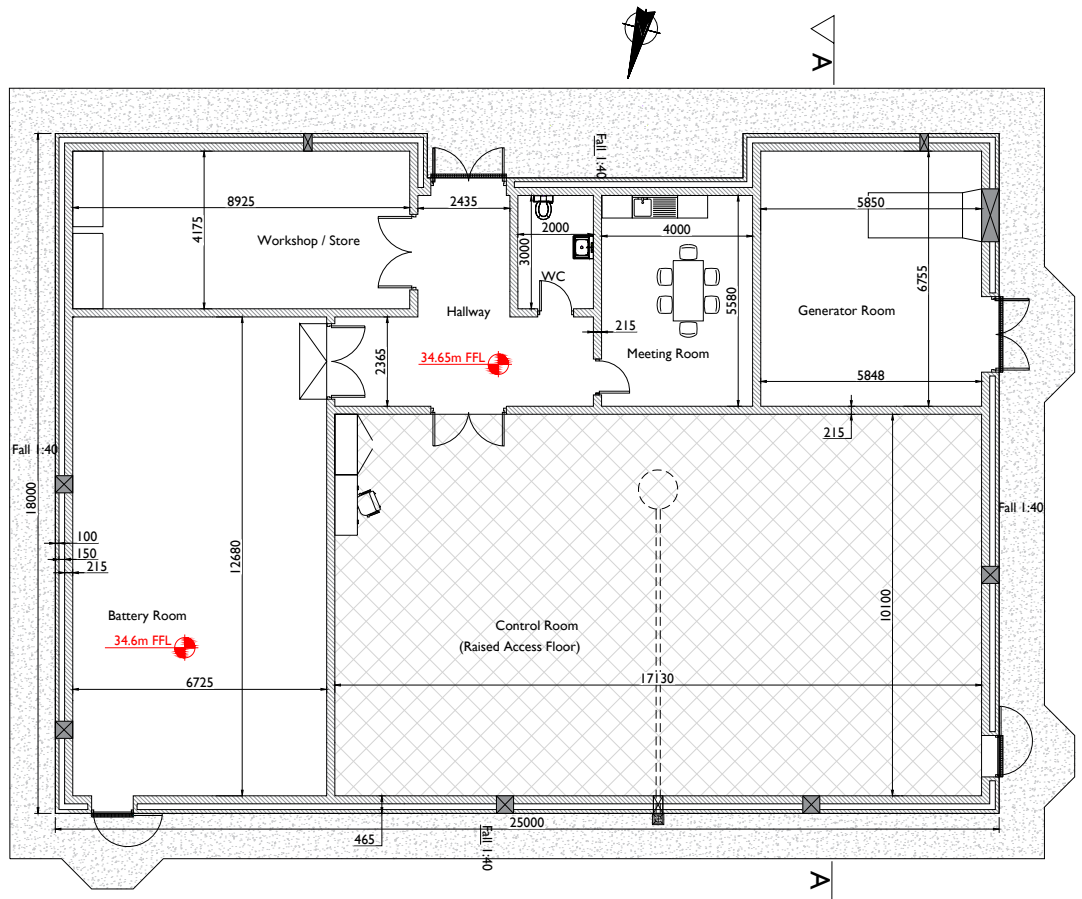 A
Fall 1:40
8925
2435
5850
4175
2000
4000
3000
Workshop / Store
WC
6755
5580
Hallway
Generator Room
215
34.65m FFL
Meeting Room
2365
5848
215
Fall 1:40
18000
Fall 1:40
100
150
215
12680
10100
Battery Room
34.6m FFL
Control Room
(Raised Access Floor)
6725
17130
25000
465
Fall 1:40
A